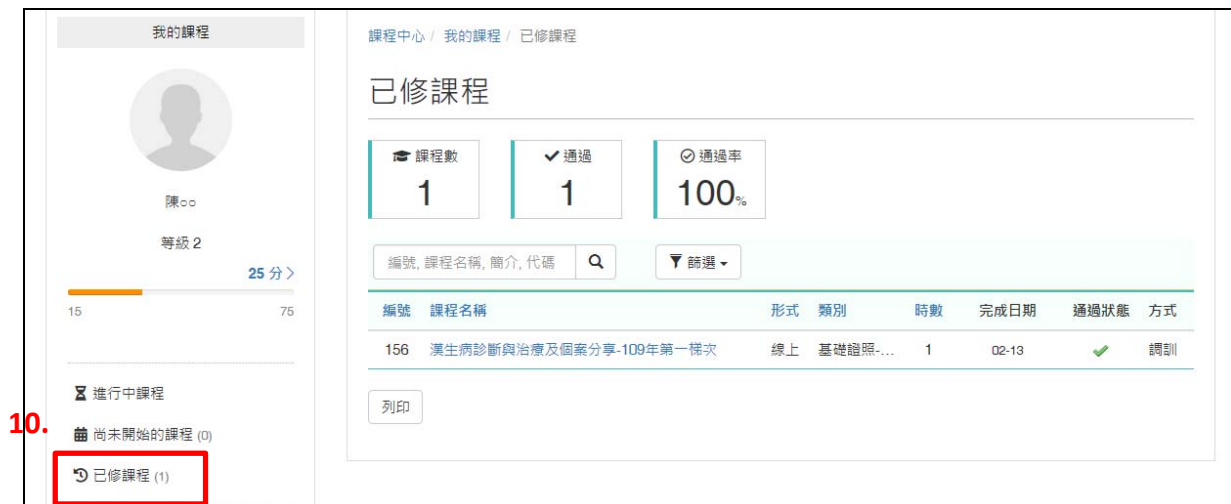 我的課程
陳○○
等級 2
25 分
15 75
進行中課程
10.
尚未開始的課程 (0)
已修課程 (1)
課程中心 / 我的課程 / 已修課程
已修課程
課程數 通過 通過率
1 1 100%
編號, 課程名稱, 簡介, 代碼 篩選
編號 課程名稱 形式 類別 時數 完成日期 通過狀態 方式
156 漢生病診斷與治療及個案分享-109年第一梯次 線上 基礎證照-... 1 02-13 調訓
列印